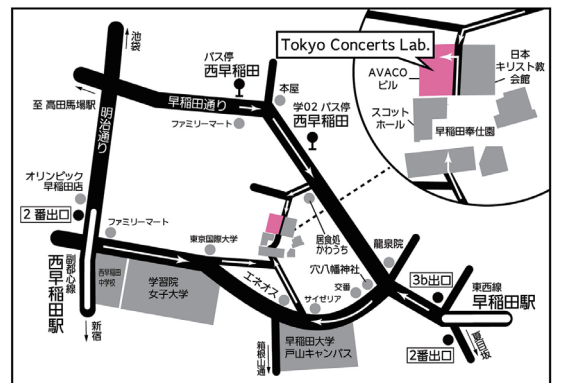 池袋
バス停
西早稲田
Tokyo Concerts Lab.
AVACO
ビル
日本
キリスト教
会館
スコット
ホール
早稲田奉仕園
至 高田馬場駅
早稲田通り
本屋
学02 バス停
西早稲田
ファミリーマート
明治通り
オリンピック
早稲田店
2番出口
ファミリーマート
東京国際大学
居食処
かわうち
龍泉院
穴八幡神社
交番
3b出口
東西線
早稲田駅
副都心線
西早稲田駅
西早稲田
中学校
学習院
女子大学
エネオス
サイゼリア
早稲田大学
戸山キャンパス
2番出口
夏目坂
新宿
箱根山通